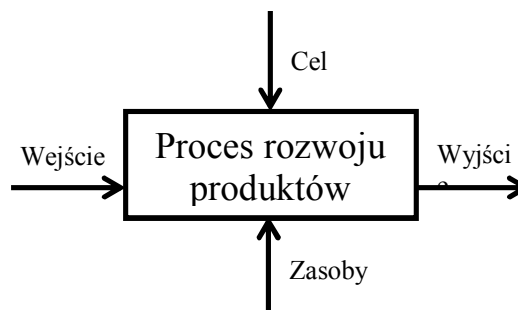 Cel
Wejście
Proces rozwoju
produktów
Wyjści
Zasoby